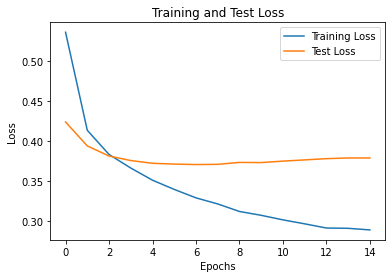 Training and Test Loss
Training Loss
Test Loss
Loss
0.50
0.45
0.40
0.35
0.30
0 2 4 6 8 10 12 14
Epochs